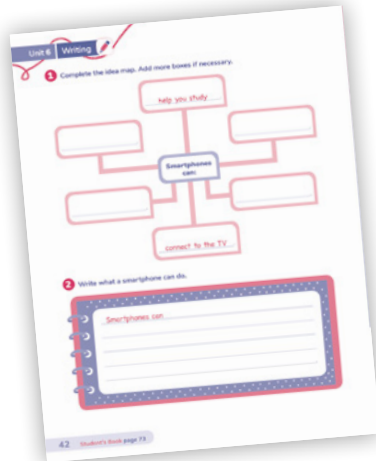 Unit 6 Writing
1 Complete the idea map. Add more boxes if necessary.
help you study
Smartphones
can:
connect to the TV
2 Write what a smartphone can do.
Smartphones can
42 Student's Book page 73